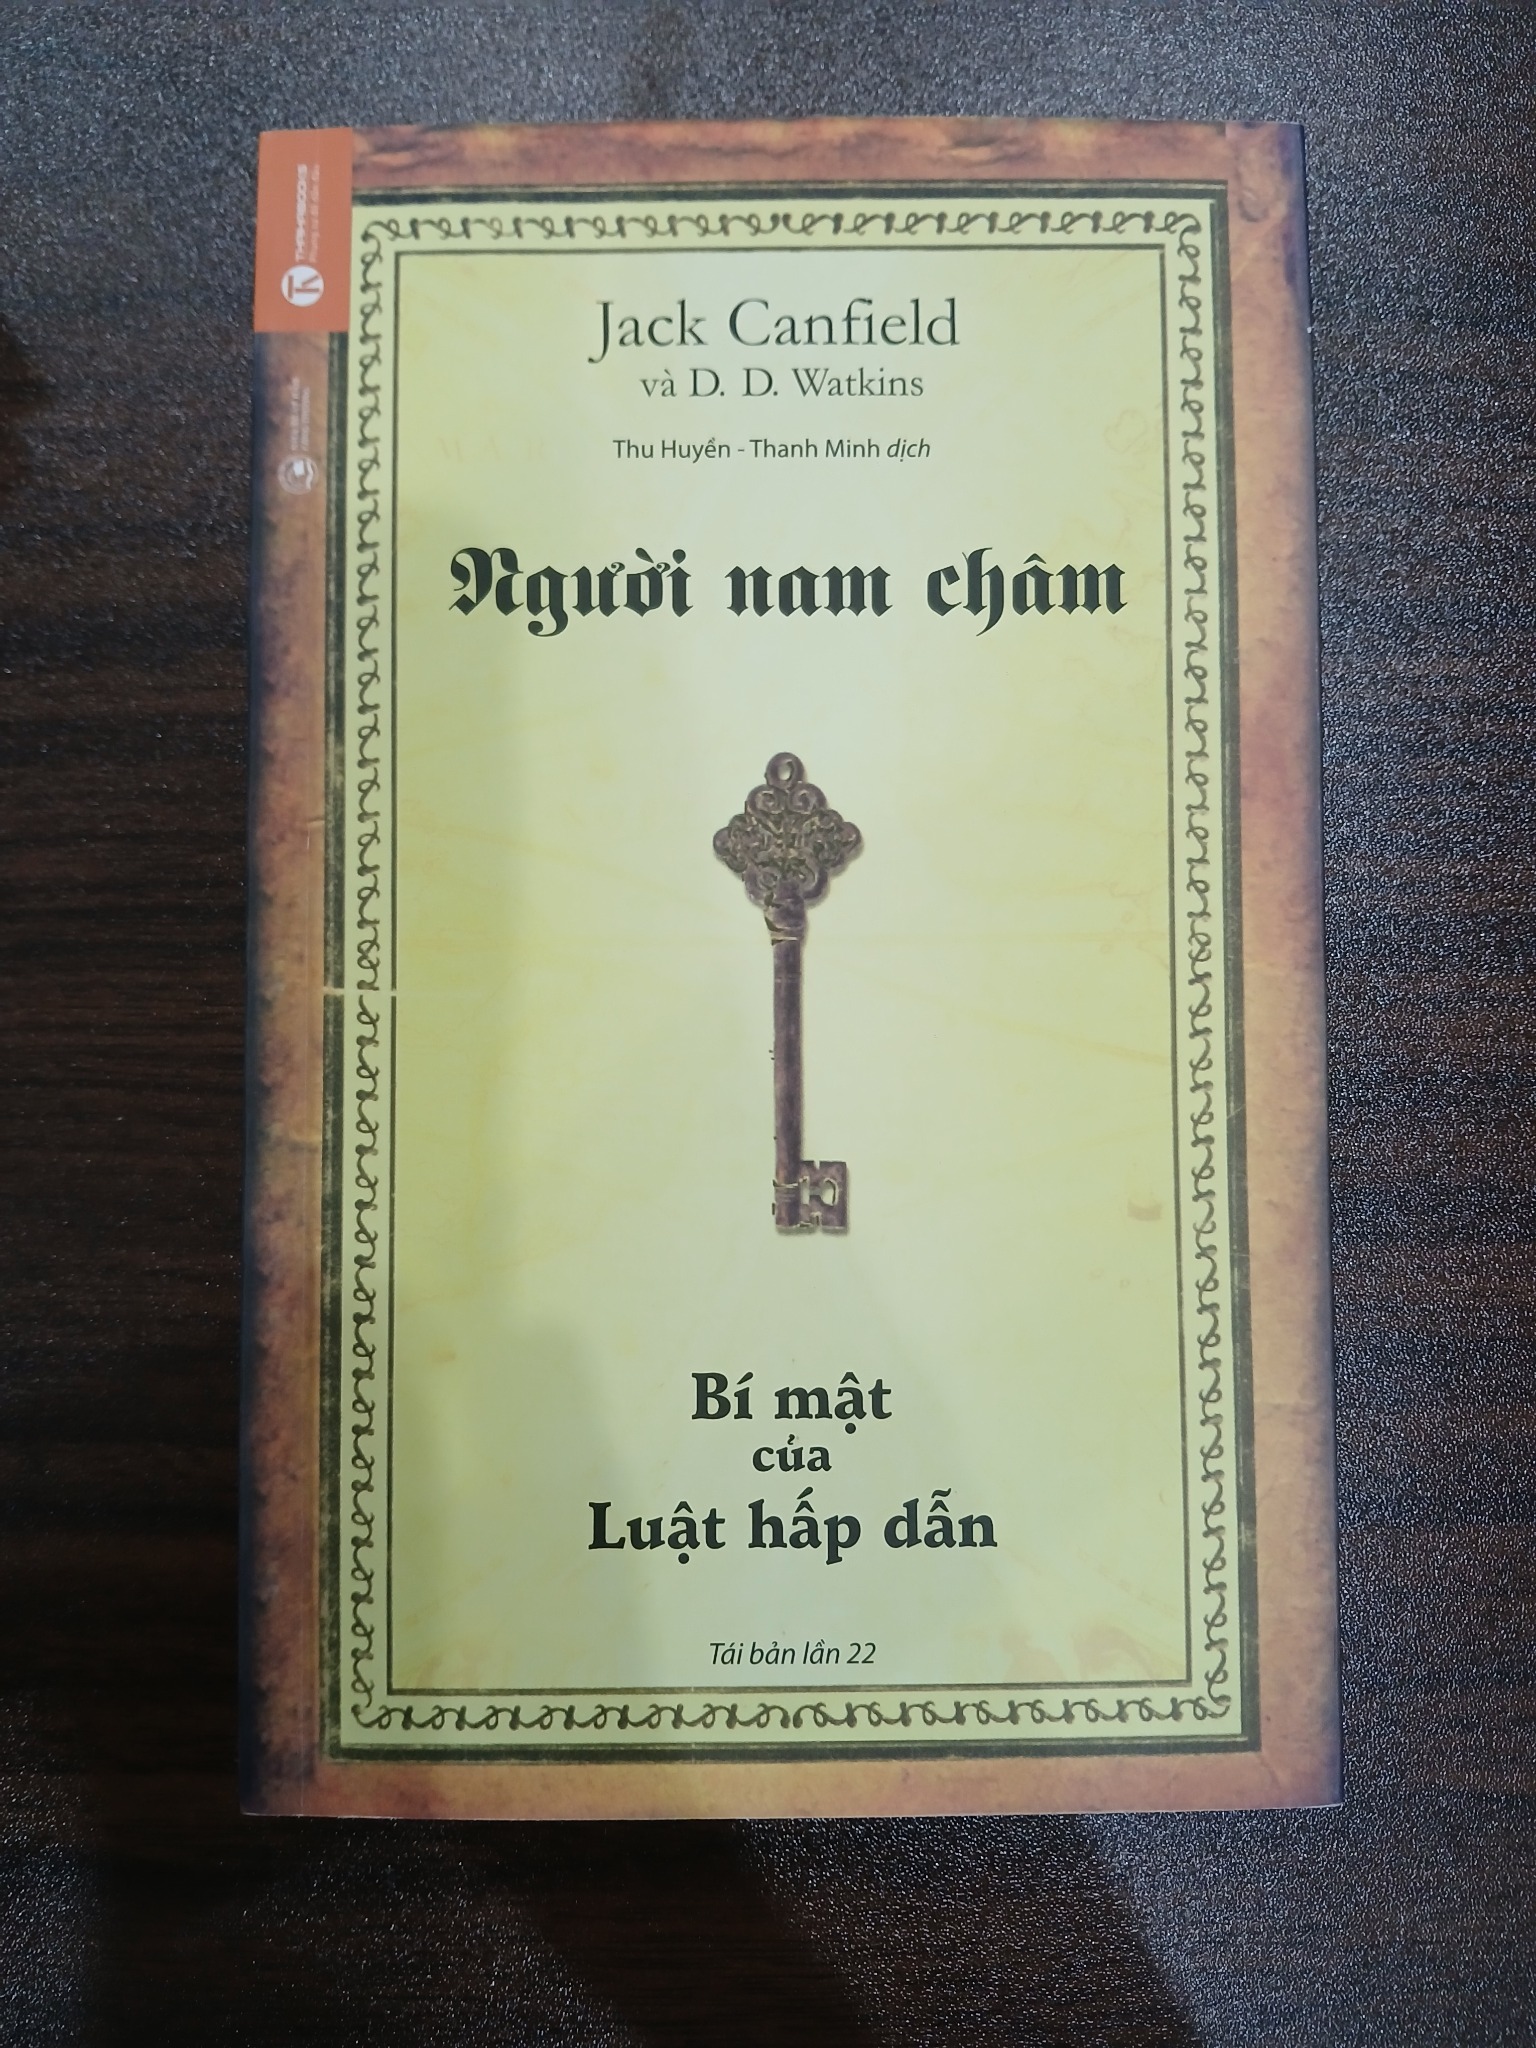 THAIHABOOKS
Jack Canfield
và D. D. Watkins
Thu Huyền - Thanh Minh dịch
Người nam châm
Bí mật
của
Luật hấp dẫn
Tái bản lần 22